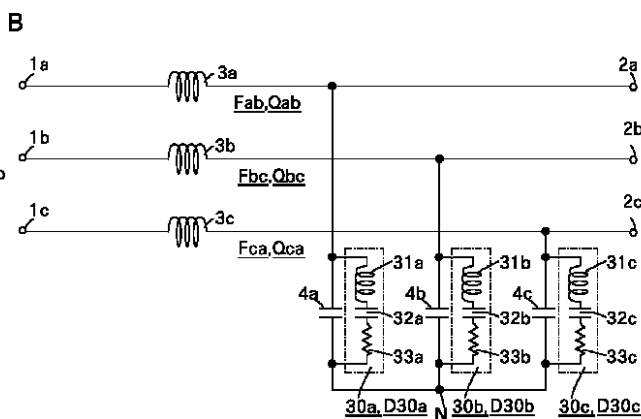 B
1a 3a 2a
Fab,Qab
1b 3b 2b
Fbc,Qbc
1c 3c 2c
Fca,Qca
31a 31b 31c
4a 4b 4c
32a 32b 32c
33a 33b 33c
30a, D30a N 30b, D30b 30c, D30c